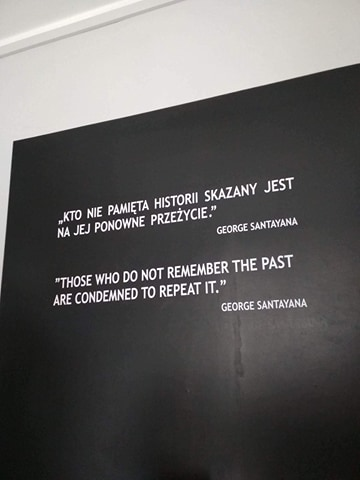 „KTO NIE PAMIĘTA HISTORII SKAZANY JEST
NA JEJ PONOWNE PRZEŻYCIE.”
GEORGE SANTAYANA
”THOSE WHO DO NOT REMEMBER THE PAST
ARE CONDEMNED TO REPEAT IT.”
GEORGE SANTAYANA